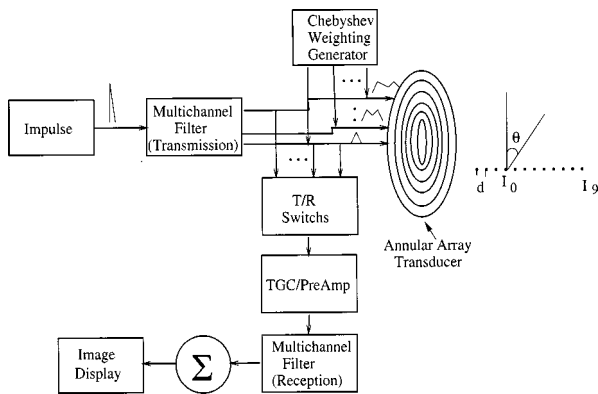 Chebyshev
Weighting
Generator
Impulse
Multichannel
Filter
(Transmission)
T/R
Switchs
Annular Array
Transducer
θ
d
I0
I9
TGC/PreAmp
Multichannel
Filter
(Reception)
Σ
Image
Display